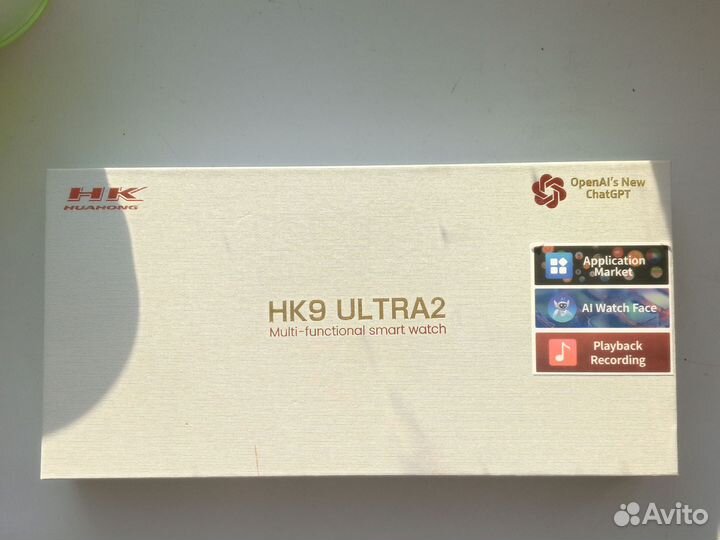 HK
HUAHONG
OpenAI's New
ChatGPT
Application
Market
AI Watch Face
Playback
Recording
HK9 ULTRA2
Multi-functional smart watch
Avito